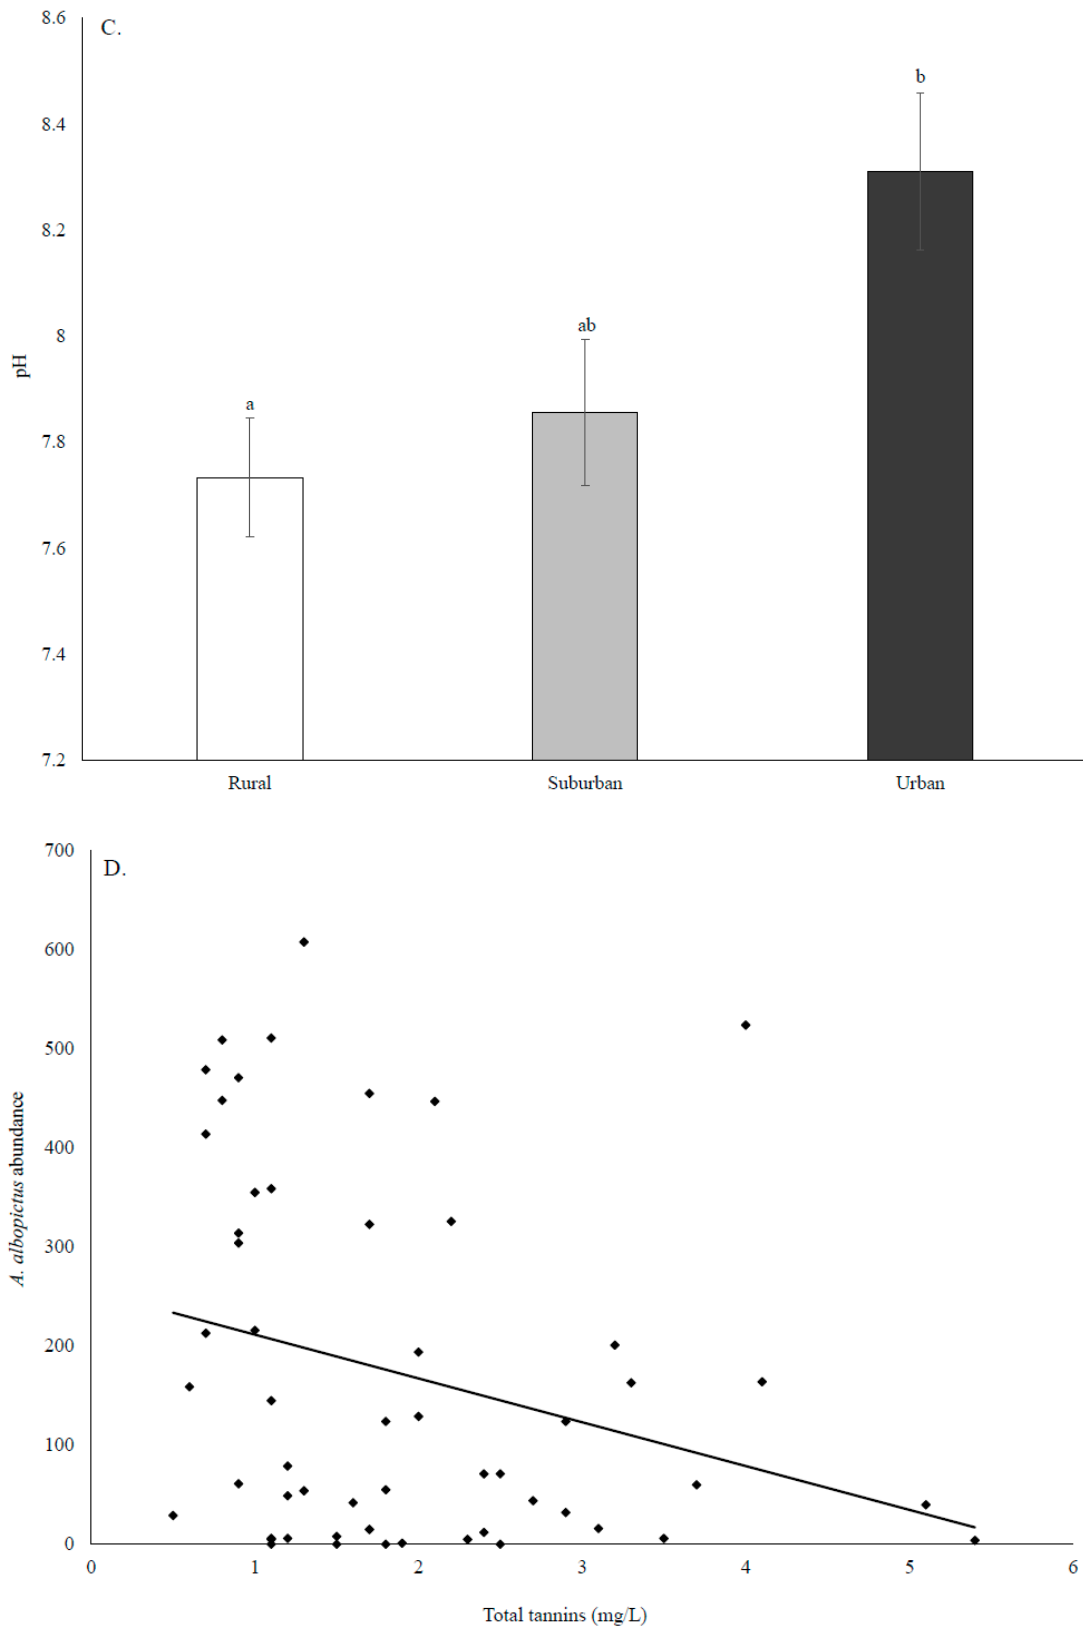 8.6
C.
b
8.4
8.2
ab
8
pH
a
7.8
7.6
7.4
7.2
Rural Suburban Urban
700
D.
600
500
400
A. albopictus abundance
300
200
100
0
0 1 2 3 4 5 6
Total tannins (mg/L)